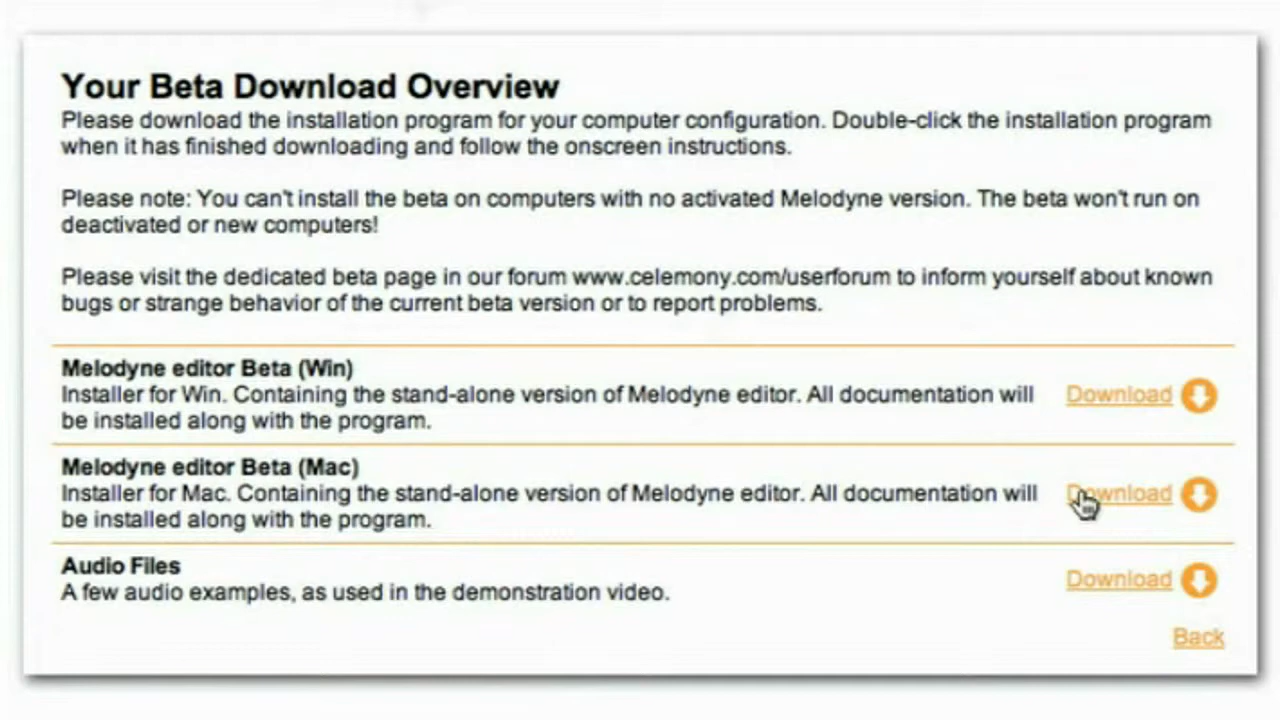 Your Beta Download Overview
Please download the installation program for your computer configuration. Double-click the installation program
when it has finished downloading and follow the onscreen instructions.
Please note: You can't install the beta on computers with no activated Melodyne version. The beta won't run on
deactivated or new computers!
Please visit the dedicated beta page in our forum www.celemony.com/userforum to inform yourself about known
bugs or strange behavior of the current beta version or to report problems.
Melodyne editor Beta (Win)
Installer for Win. Containing the stand-alone version of Melodyne editor. All documentation will
be installed along with the program.
Download
Melodyne editor Beta (Mac)
Installer for Mac. Containing the stand-alone version of Melodyne editor. All documentation will
be installed along with the program.
Download
Audio Files
A few audio examples, as used in the demonstration video.
Download
Back